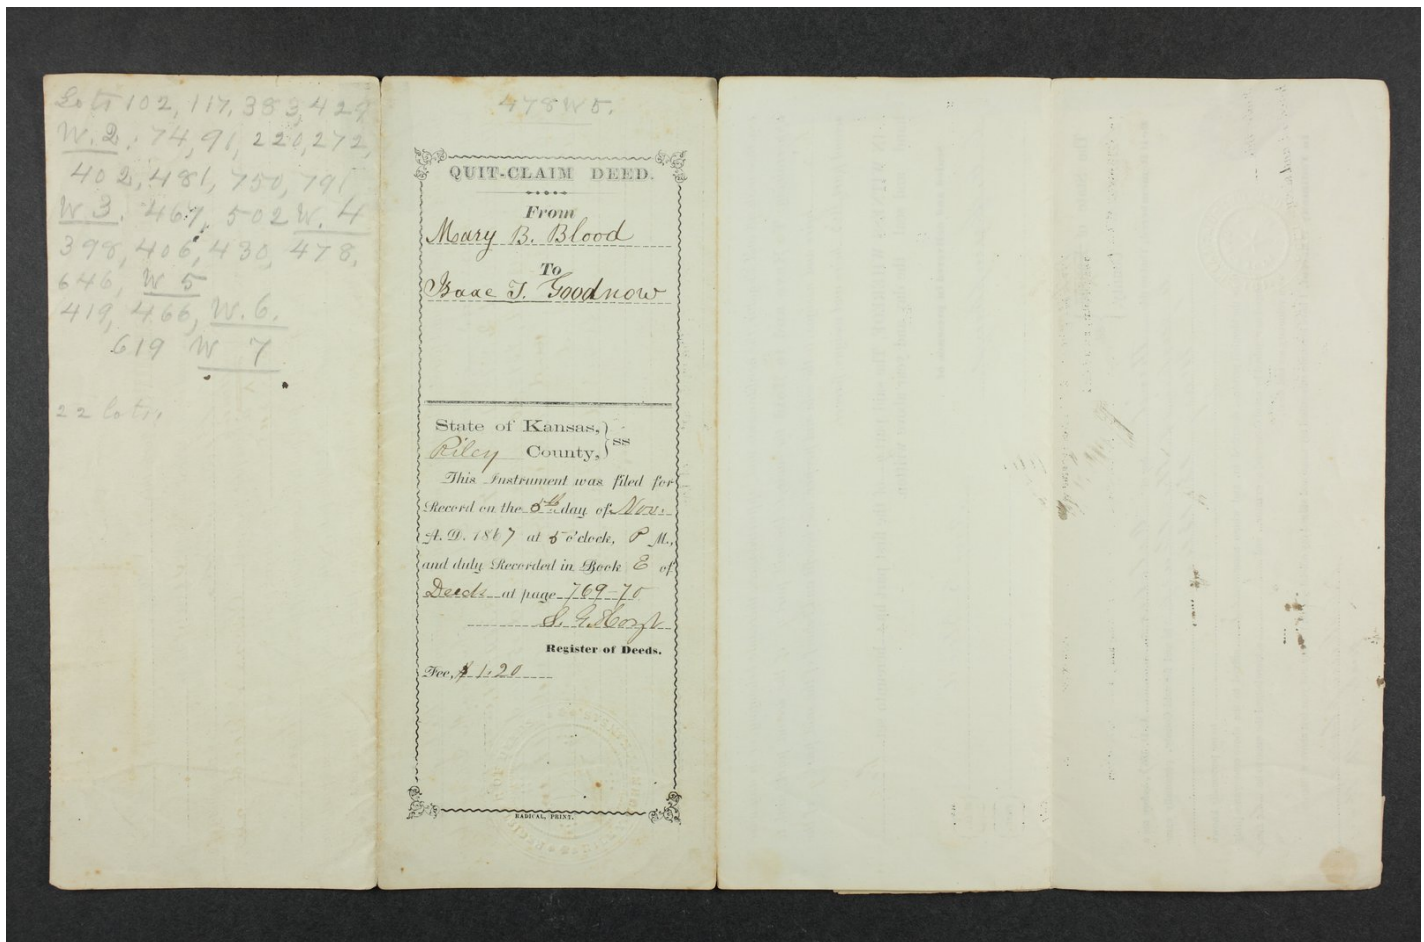 Lots 102, 117, 383, 429
W. 2. 74, 91, 220, 272,
402, 481, 750, 791
W 3. 467, 502 W. 4
398, 406, 430, 478,
646, W 5
419, 466, W. 6.
619 W 7
22 lots.
478 W 5.
QUIT-CLAIM DEED.
From
Mary B. Blood
To
Isaac T. Goodnow
State of Kansas, } ss
Riley County,
This Instrument was filed for
Record on the 5th day of Nov.
A. D. 1867 at 5 o'clock, P M.,
and duly Recorded in Book E of
Deeds at page 769-70
Register of Deeds.
Fee, $ 1.20
RADICAL, PRINT.